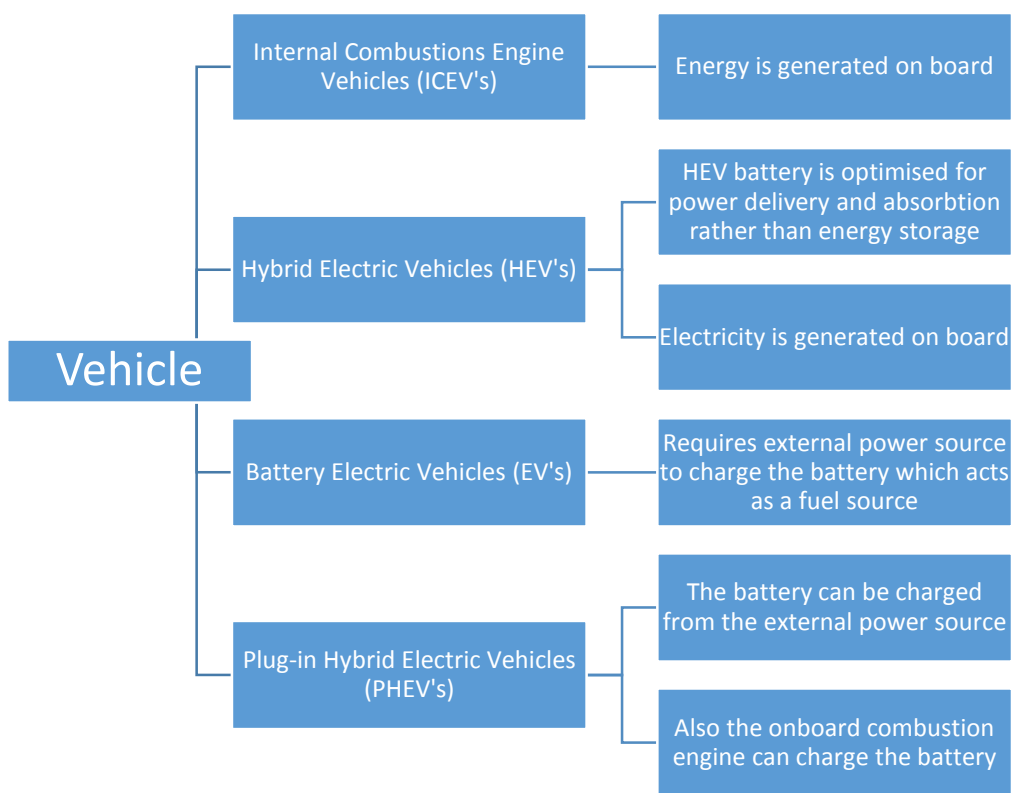 Vehicle
Internal Combustions Engine
Vehicles (ICEV's)
Energy is generated on board
Hybrid Electric Vehicles (HEV's)
HEV battery is optimised for
power delivery and absorbtion
rather than energy storage
Electricity is generated on board
Battery Electric Vehicles (EV's)
Requires external power source
to charge the battery which acts
as a fuel source
Plug-in Hybrid Electric Vehicles
(PHEV's)
The battery can be charged
from the external power source
Also the onboard combustion
engine can charge the battery